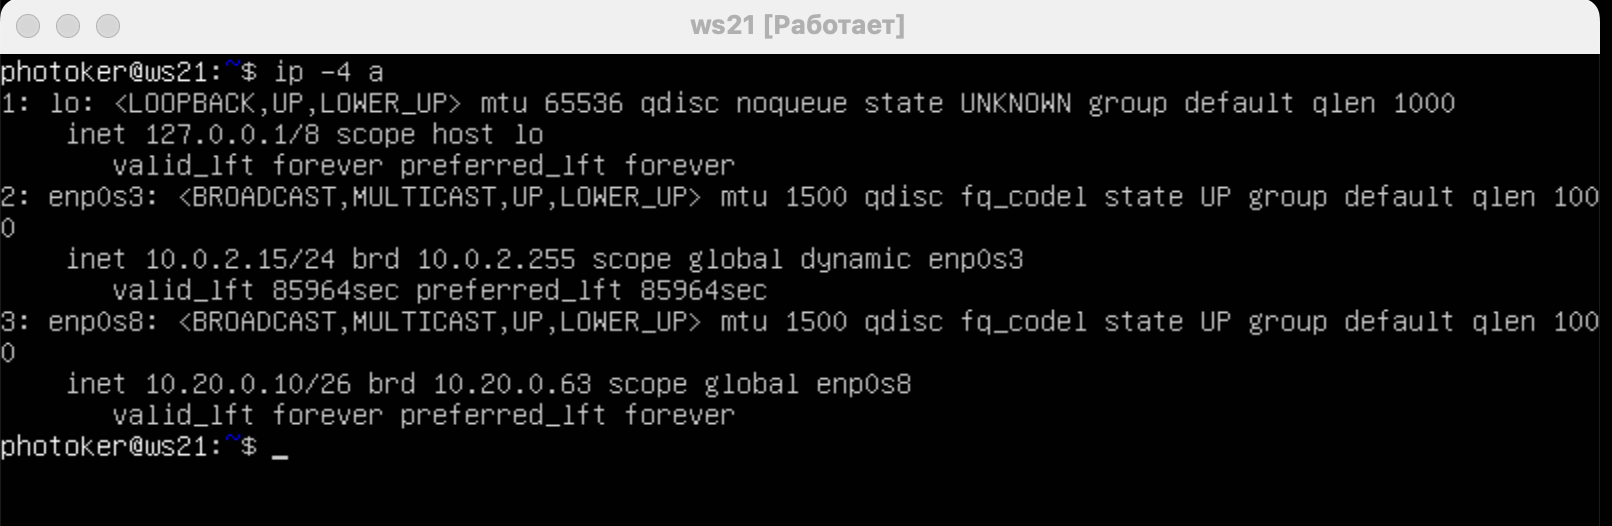 ws21 [Работает]
photoker@ws21:~$ ip -4 a
1: lo: <LOOPBACK,UP,LOWER_UP> mtu 65536 qdisc noqueue state UNKNOWN group default qlen 1000
    inet 127.0.0.1/8 scope host lo
       valid_lft forever preferred_lft forever
2: enp0s3: <BROADCAST,MULTICAST,UP,LOWER_UP> mtu 1500 qdisc fq_codel state UP group default qlen 100
0
    inet 10.0.2.15/24 brd 10.0.2.255 scope global dynamic enp0s3
       valid_lft 85964sec preferred_lft 85964sec
3: enp0s8: <BROADCAST,MULTICAST,UP,LOWER_UP> mtu 1500 qdisc fq_codel state UP group default qlen 100
0
    inet 10.20.0.10/26 brd 10.20.0.63 scope global enp0s8
       valid_lft forever preferred_lft forever
photoker@ws21:~$ _